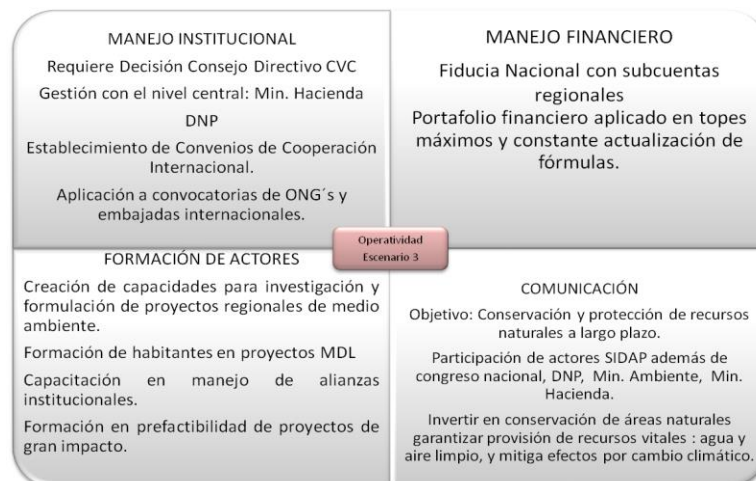 MANEJO INSTITUCIONAL
Requiere Decisión Consejo Directivo CVC
Gestión con el nivel central: Min. Hacienda
DNP
Establecimiento de Convenios de Cooperación
Internacional.
Aplicación a convocatorias de ONG´s y
embajadas internacionales.
MANEJO FINANCIERO
Fiducia Nacional con subcuentas
regionales
Portafolio financiero aplicado en topes
máximos y constante actualización de
fórmulas.
Operatividad
Escenario 3
FORMACIÓN DE ACTORES
Creación de capacidades para investigación y
formulación de proyectos regionales de medio
ambiente.
Formación de habitantes en proyectos MDL
Capacitación en manejo de alianzas
institucionales.
Formación en prefactibilidad de proyectos de
gran impacto.
COMUNICACIÓN
Objetivo: Conservación y protección de recursos
naturales a largo plazo.
Participación de actores SIDAP además de
congreso nacional, DNP, Min. Ambiente, Min.
Hacienda.
Invertir en conservación de áreas naturales
garantizar provisión de recursos vitales : agua y
aire limpio, y mitiga efectos por cambio climático.